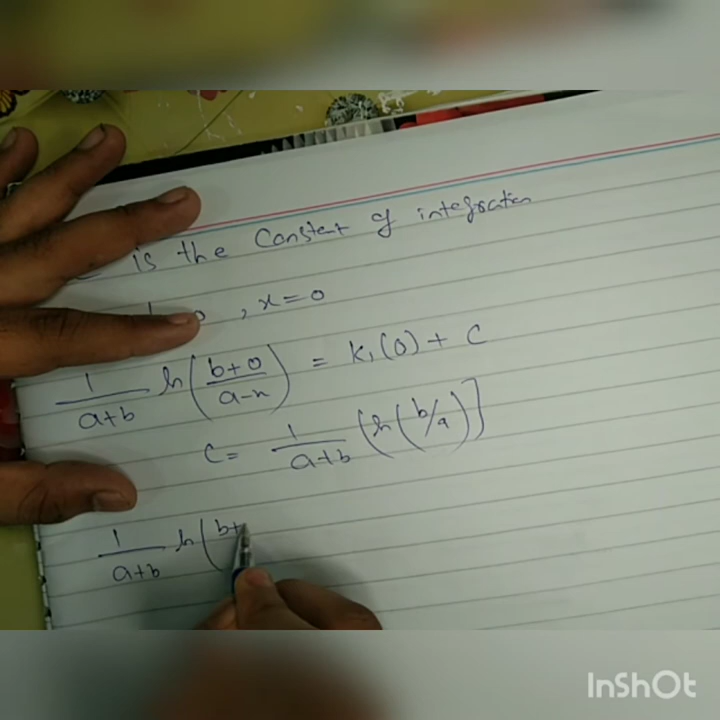 is the Constant of integration
, x = 0
1/(a+b) ln((b+0)/(a-x)) = k₁(0) + C
C = 1/(a+b) (ln(b/a)]
1/(a+b) ln(b+
InShOt